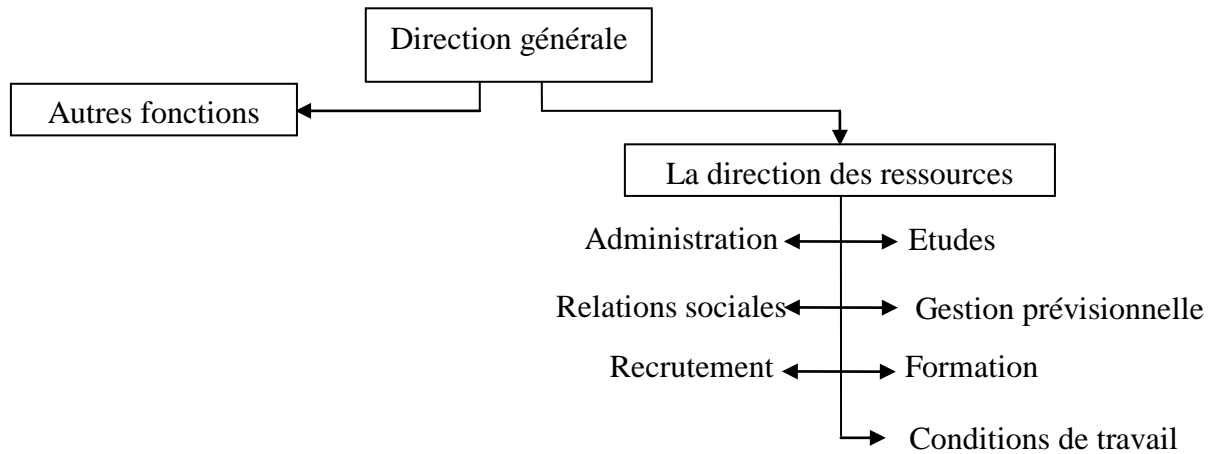 Direction générale
Autres fonctions
La direction des ressources
Administration
Etudes
Relations sociales
Gestion prévisionnelle
Recrutement
Formation
Conditions de travail